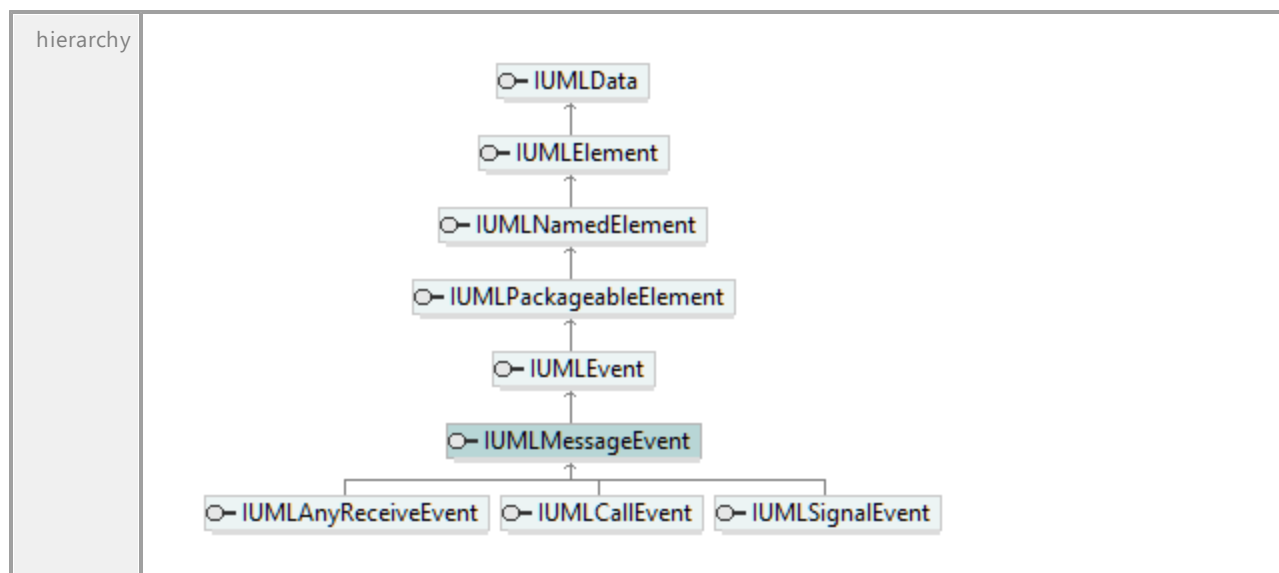 hierarchy
IUMLData
IUMLElement
IUMLNamedElement
IUMLPackageableElement
IUMLEvent
IUMLMessageEvent
IUMLAnyReceiveEvent IUMLCallEvent IUMLSignalEvent